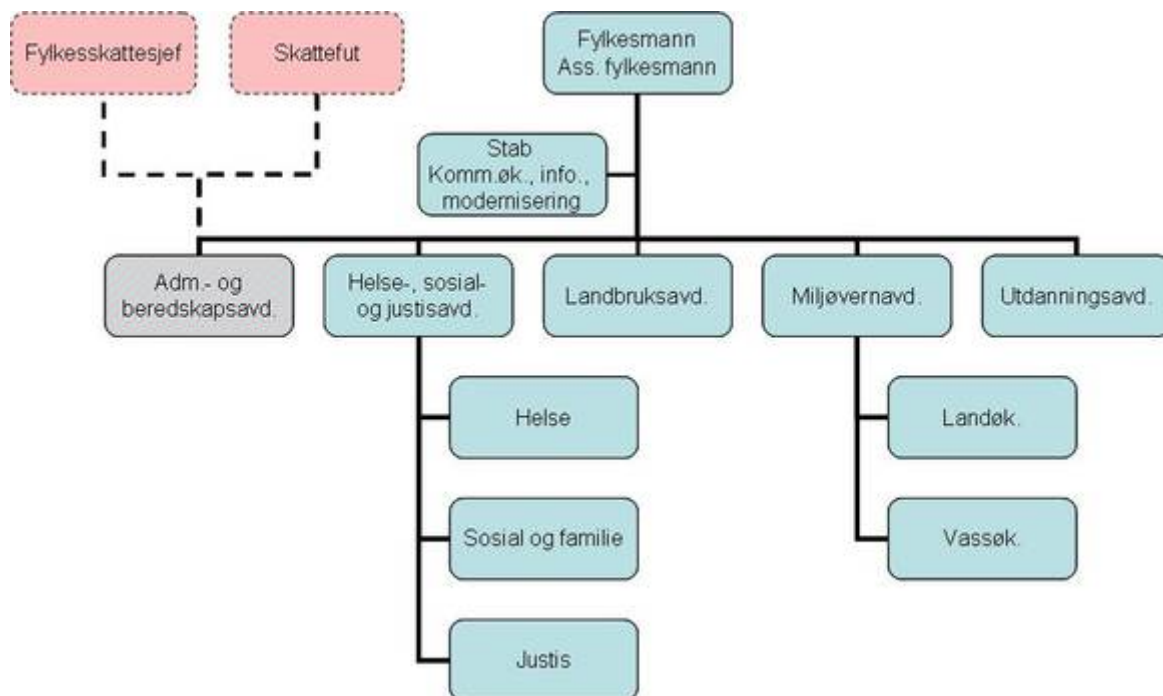 Fylkesskattesjef
Skattefut
Fylkesmann
Ass. fylkesmann
Stab
Komm.øk., info.,
modernisering
Adm.- og
beredskapsavd.
Helse-, sosial-
og justisavd.
Landbruksavd.
Miljøvernavd.
Utdanningsavd.
Helse
Landøk.
Sosial og familie
Vassøk.
Justis